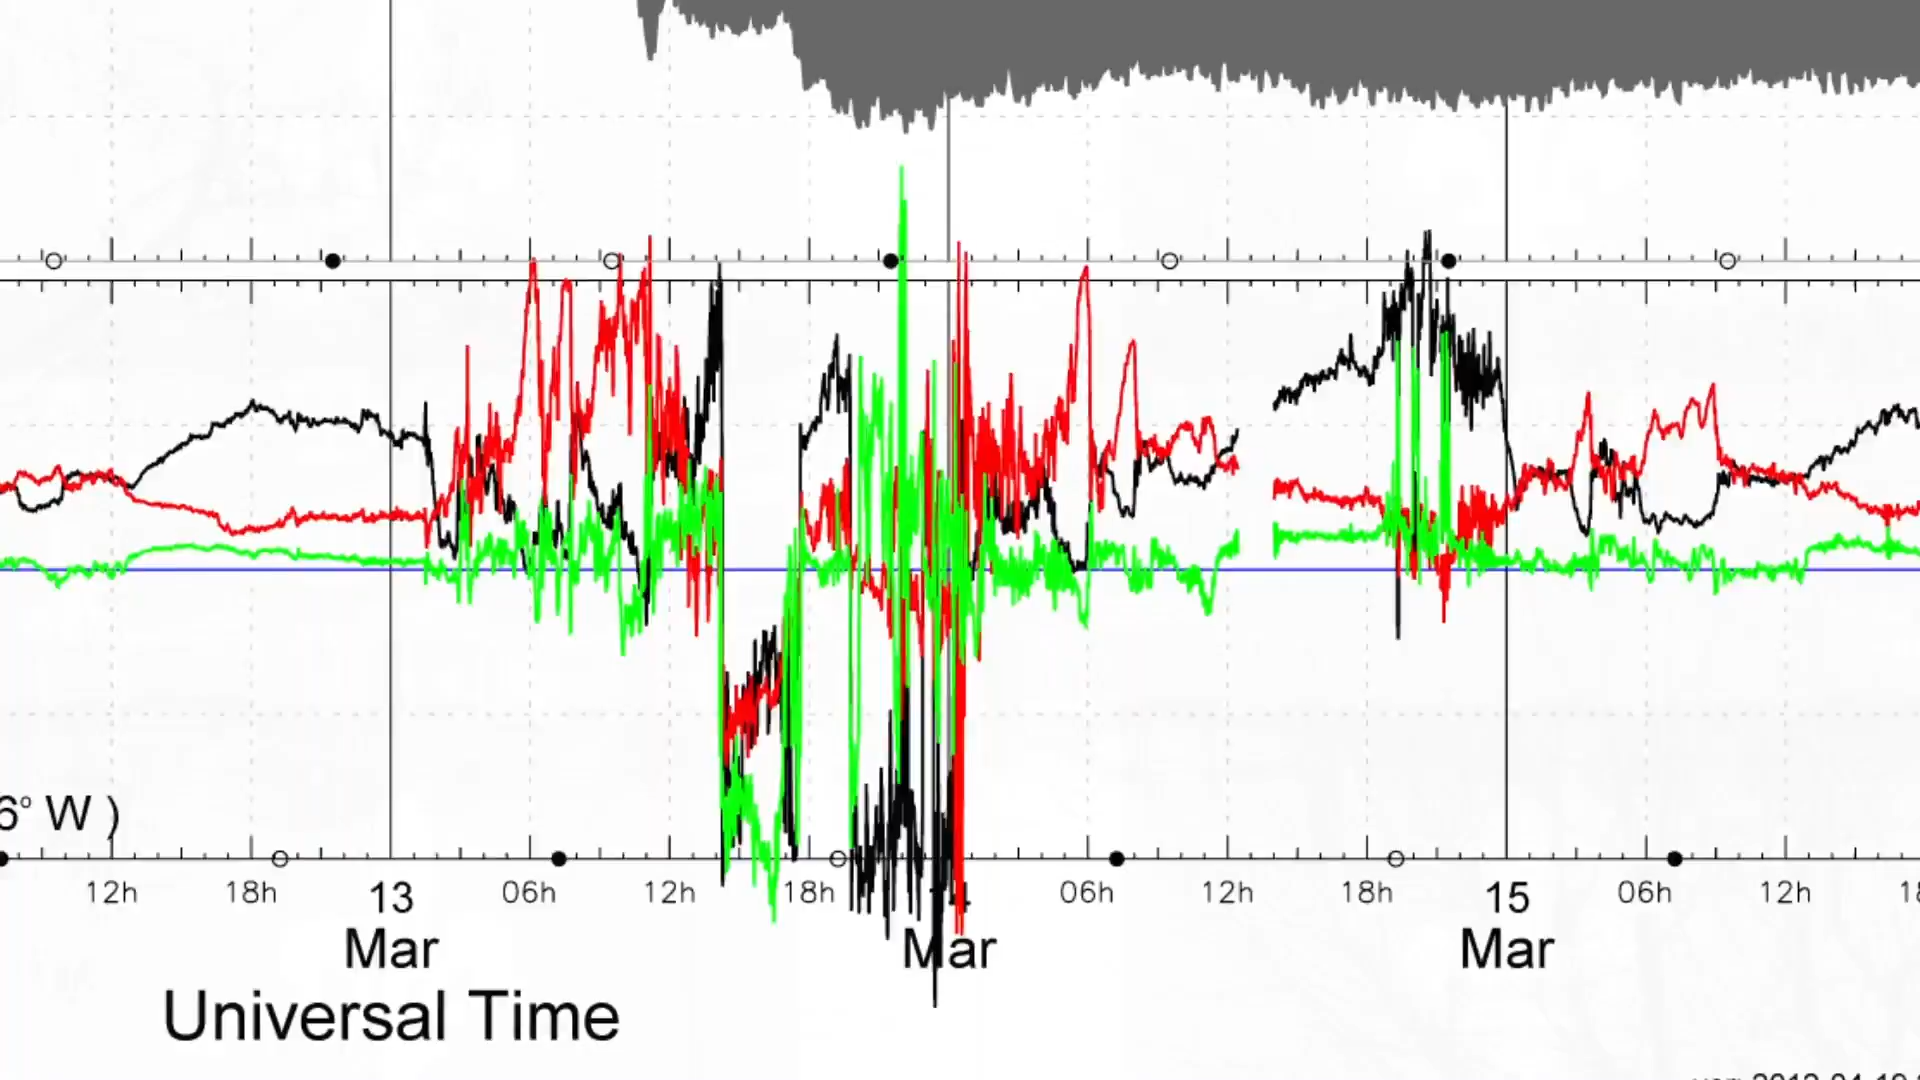 6° W )
12h 18h 13 06h 12h 18h 06h 12h 18h 15 06h 12h
Mar Mar Mar
Universal Time